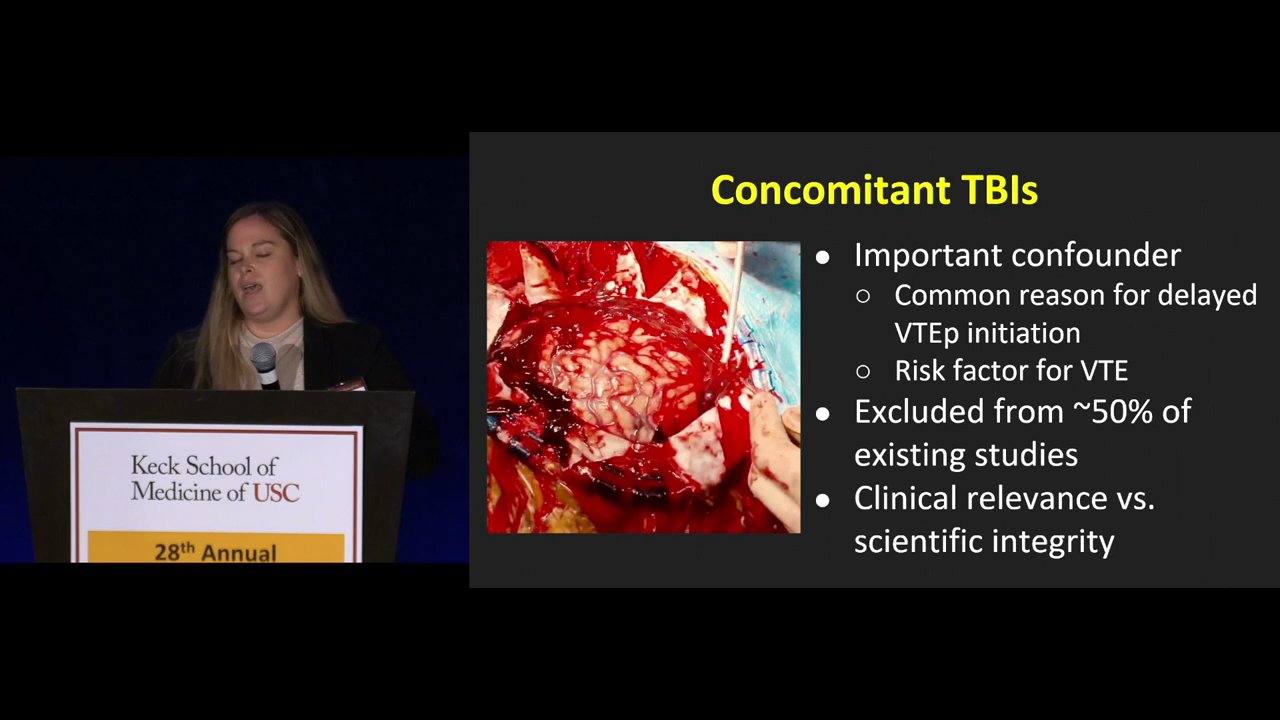 Concomitant TBIs
● Important confounder
○ Common reason for delayed
VTEp initiation
○ Risk factor for VTE
● Excluded from ~50% of
existing studies
● Clinical relevance vs.
scientific integrity
Keck School of
Medicine of USC
28th Annual